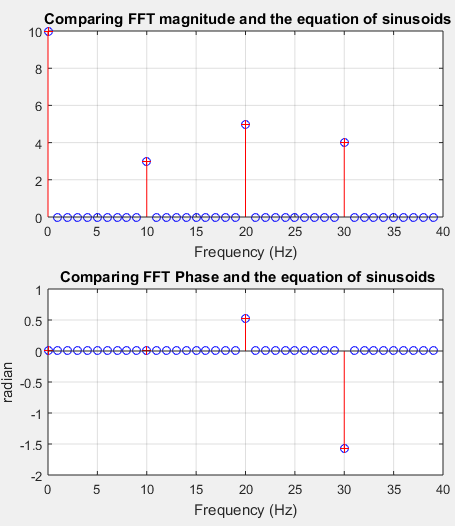 Comparing FFT magnitude and the equation of sinusoids
10
8
6
4
2
0
0 5 10 15 20 25 30 35 40
Frequency (Hz)
Comparing FFT Phase and the equation of sinusoids
1
0.5
0
-0.5
-1
-1.5
-2
radian
0 5 10 15 20 25 30 35 40
Frequency (Hz)